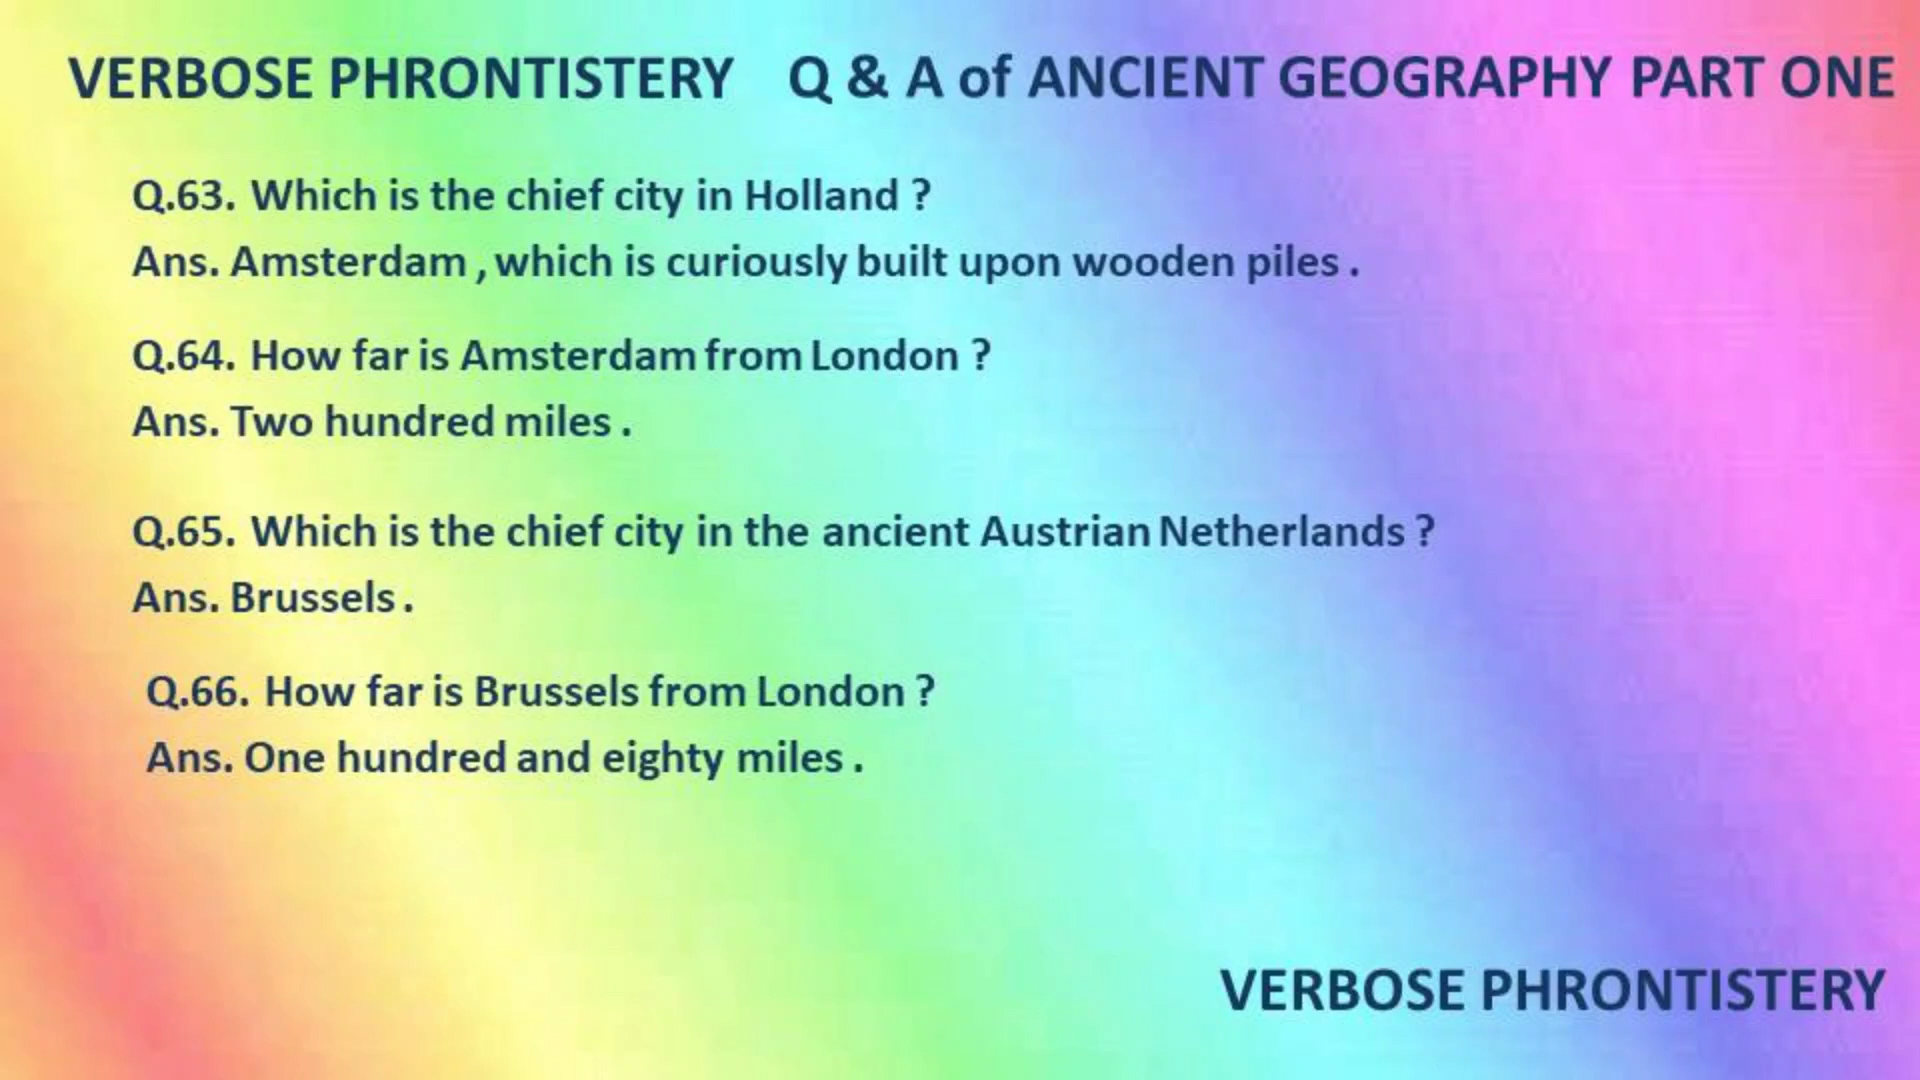 VERBOSE PHRONTISTERY Q & A of ANCIENT GEOGRAPHY PART ONE
Q.63. Which is the chief city in Holland ?
Ans. Amsterdam , which is curiously built upon wooden piles .
Q.64. How far is Amsterdam from London ?
Ans. Two hundred miles .
Q.65. Which is the chief city in the ancient Austrian Netherlands ?
Ans. Brussels .
Q.66. How far is Brussels from London ?
Ans. One hundred and eighty miles .
VERBOSE PHRONTISTERY